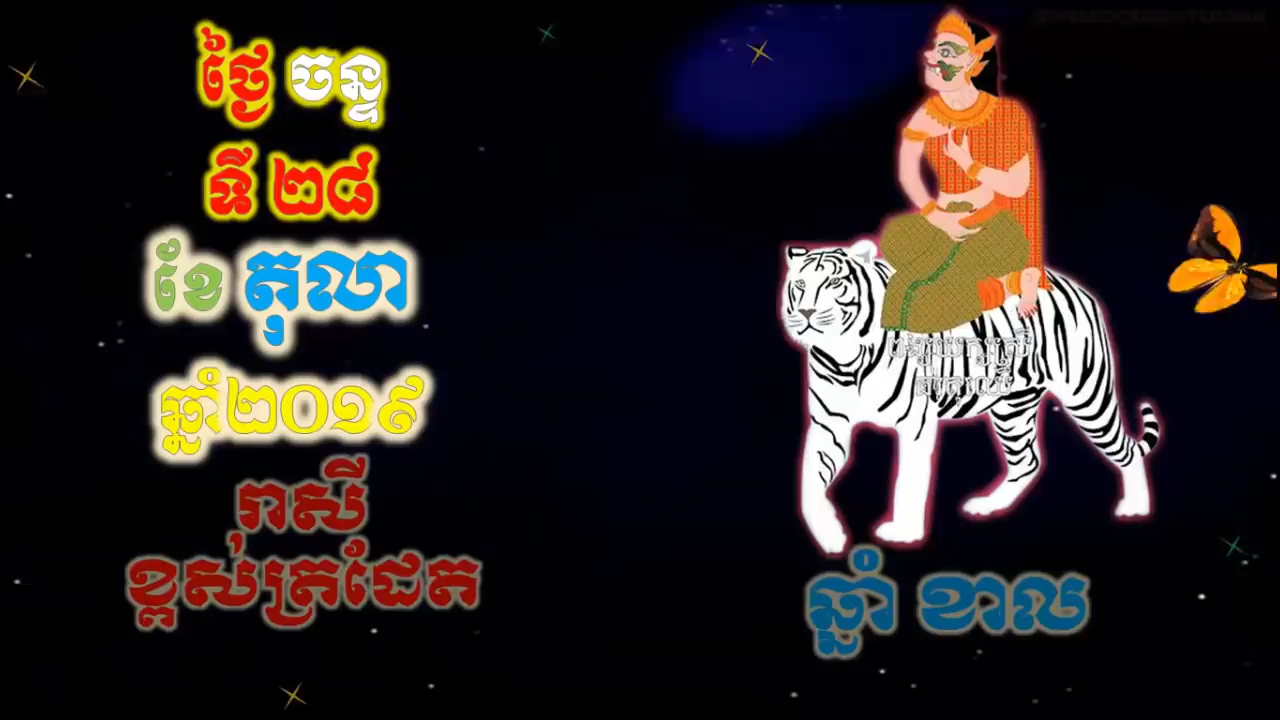 ថ្ងៃ ចន្ទ
ទី ២៨
ខែ តុលា
ឆ្នាំ២០១៩
រាសី
ខ្ពស់ត្រដែត
ឆ្នាំ ខាល